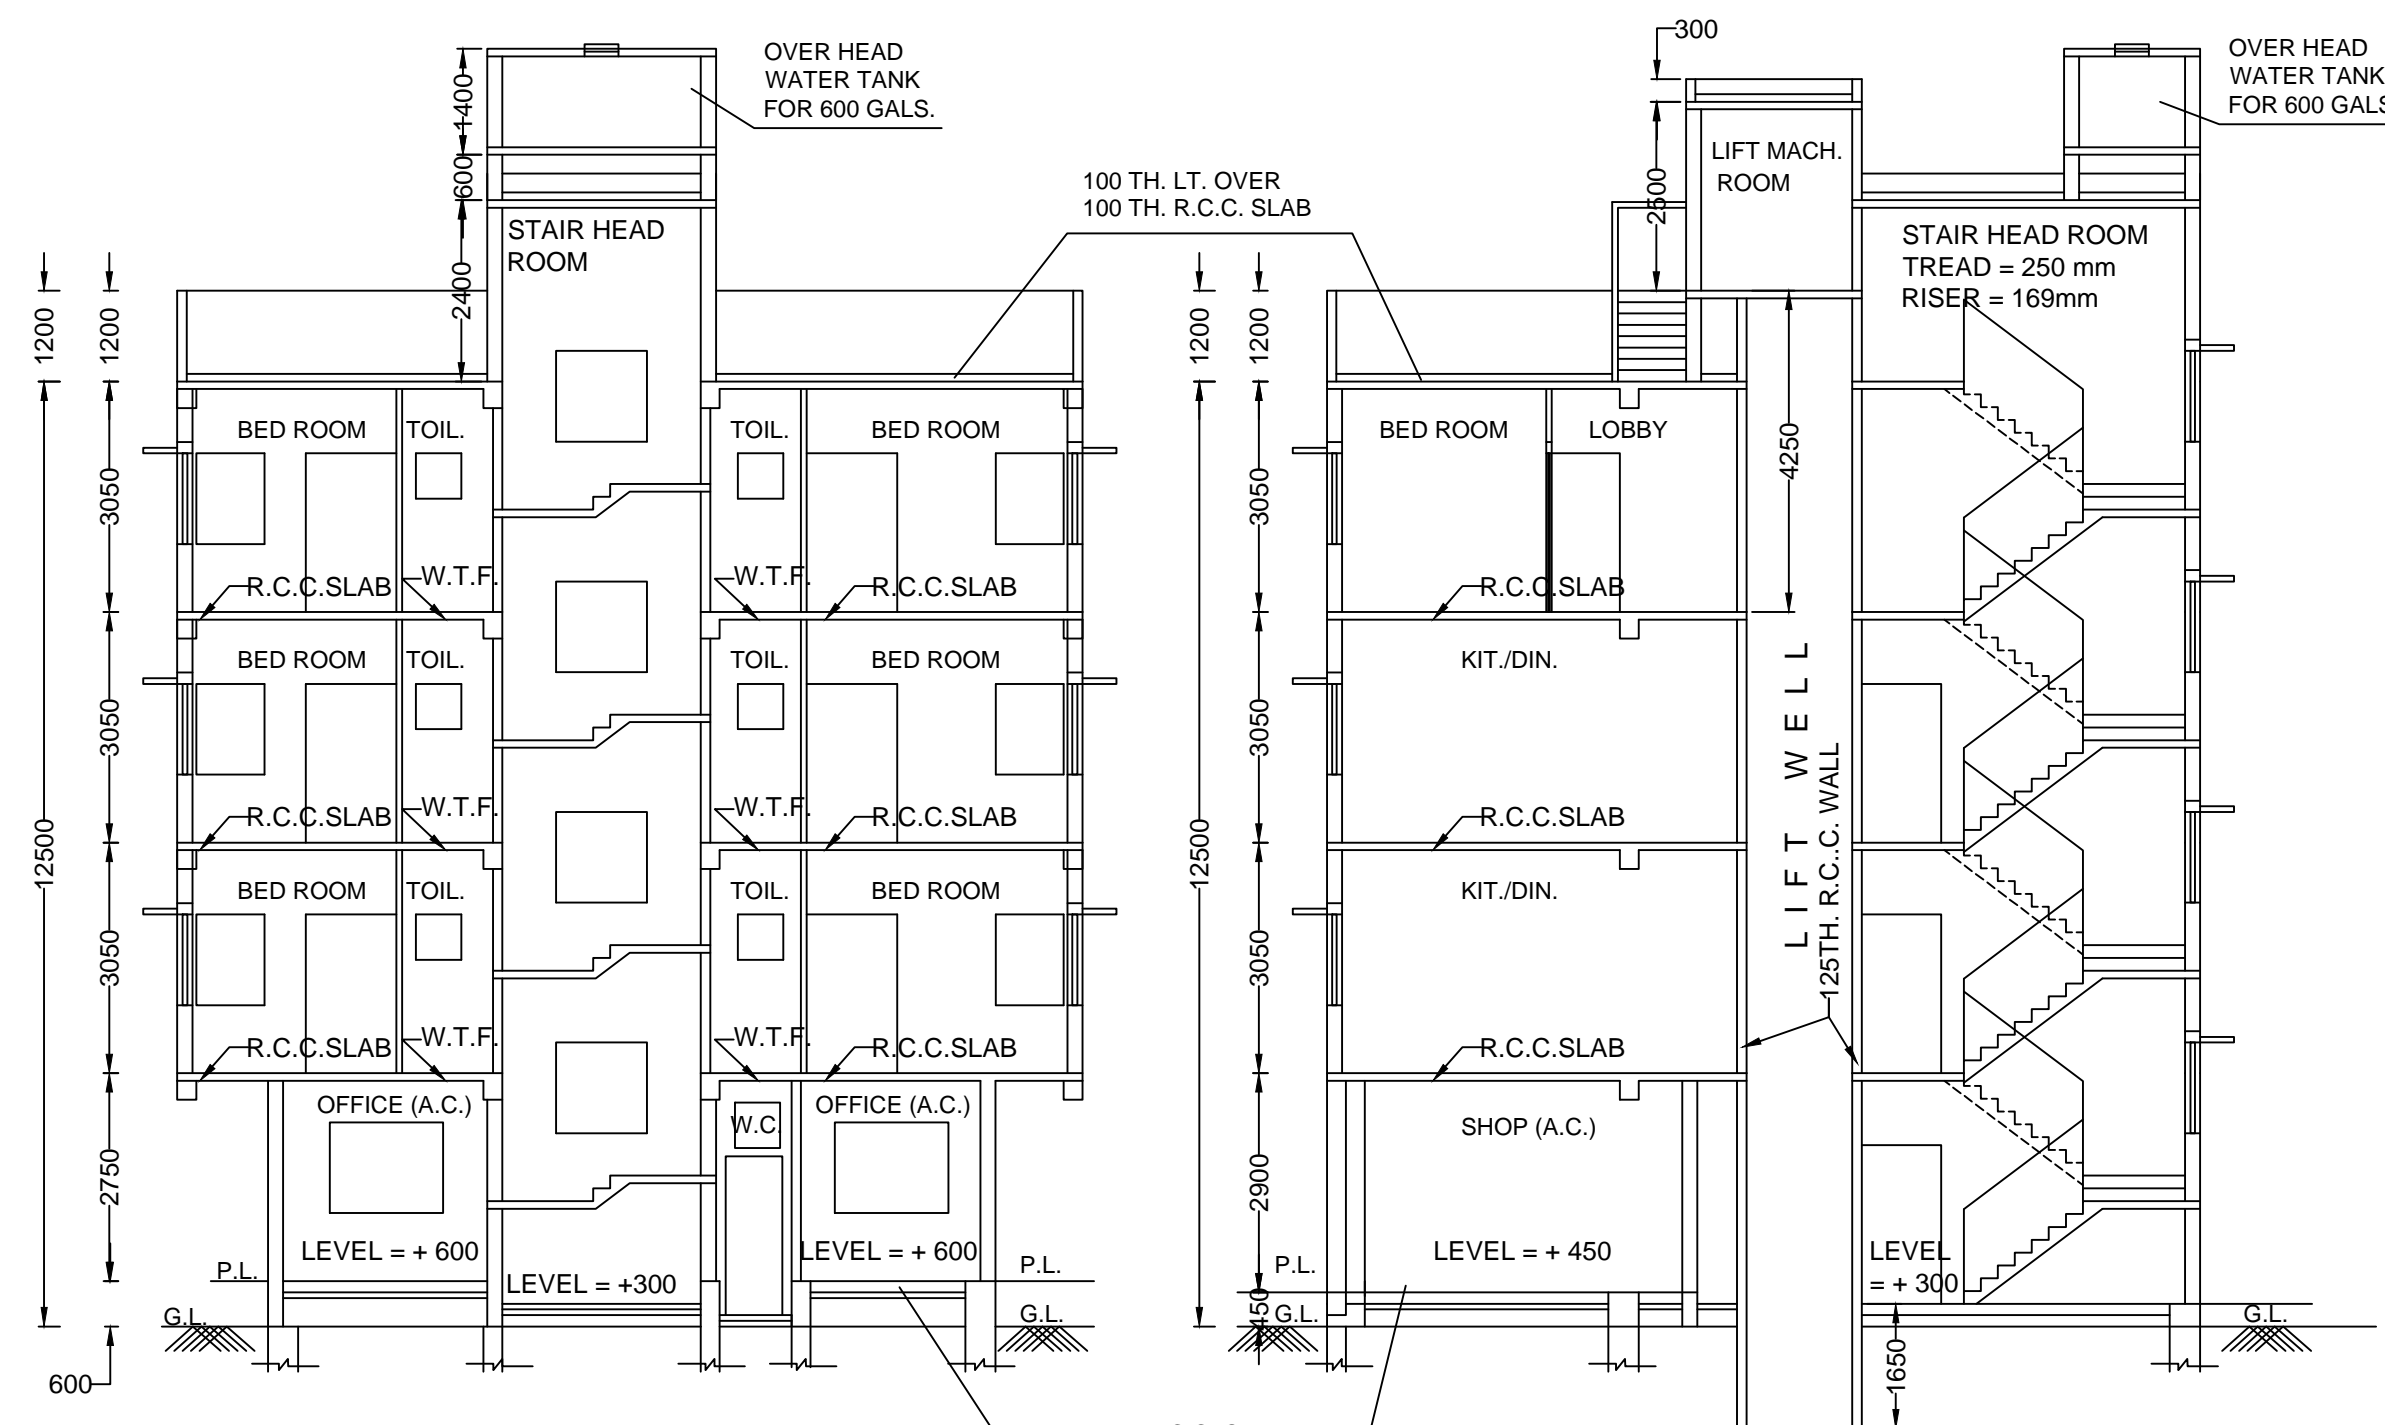 OVER HEAD
WATER TANK
FOR 600 GALS.
1400
600
2400
STAIR HEAD
ROOM
100 TH. LT. OVER
100 TH. R.C.C. SLAB
1200
1200
12500
3050
3050
3050
2750
600
BED ROOM
TOIL.
TOIL.
BED ROOM
R.C.C.SLAB
W.T.F.
W.T.F.
R.C.C.SLAB
BED ROOM
TOIL.
TOIL.
BED ROOM
R.C.C.SLAB
W.T.F.
W.T.F.
R.C.C.SLAB
BED ROOM
TOIL.
TOIL.
BED ROOM
R.C.C.SLAB
W.T.F.
W.T.F.
R.C.C.SLAB
OFFICE (A.C.)
W.C.
OFFICE (A.C.)
LEVEL = + 600
LEVEL = + 600
LEVEL = +300
P.L.
P.L.
G.L.
G.L.
300
2500
LIFT MACH.
ROOM
OVER HEAD
WATER TANK
FOR 600 GALS
STAIR HEAD ROOM
TREAD = 250 mm
RISER = 169mm
1200
1200
12500
3050
3050
3050
2900
450
4250
BED ROOM
LOBBY
R.C.C.SLAB
KIT./DIN.
R.C.C.SLAB
KIT./DIN.
R.C.C.SLAB
LIFT WELL
125TH. R.C..C. WALL
SHOP (A.C.)
LEVEL = + 450
LEVEL
= + 300
P.L.
G.L.
G.L.
1650